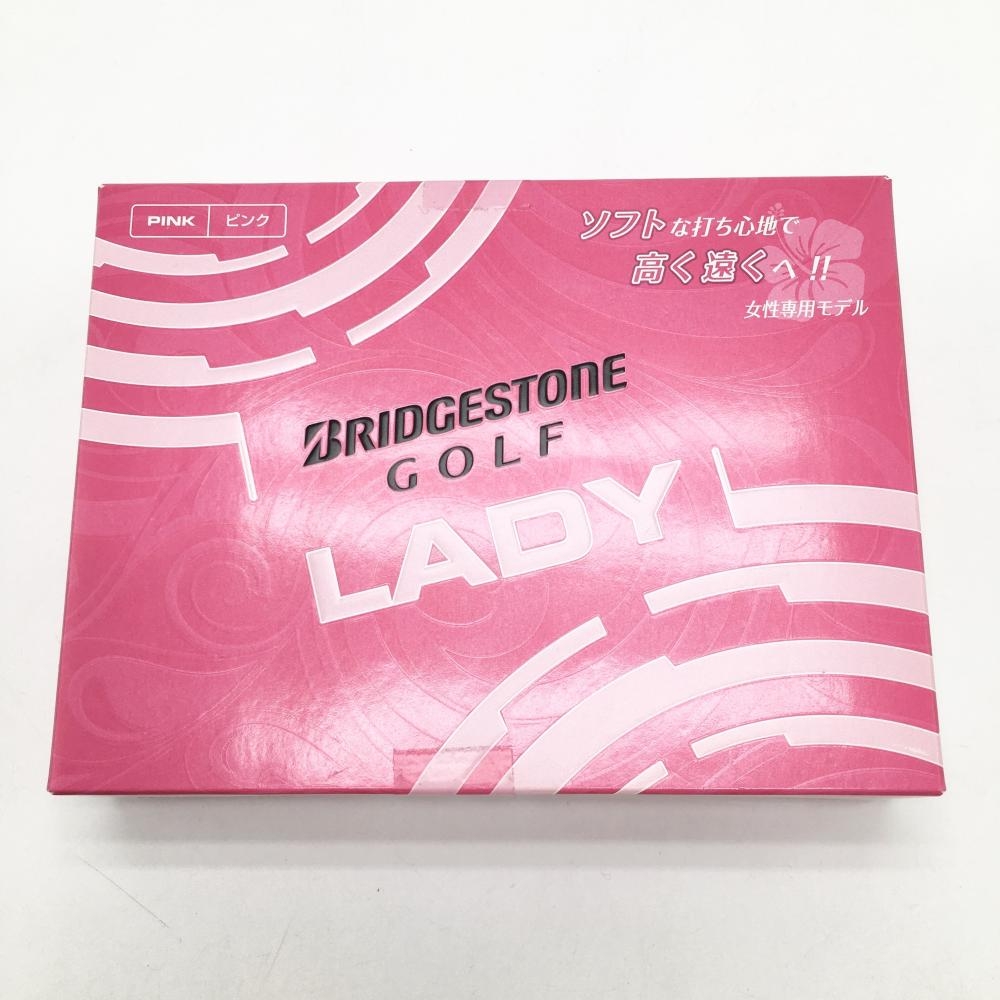 PINK ピンク
ソフトな打ち心地で
高く遠くへ!!
女性専用モデル
BRIDGESTONE
GOLF
LADY